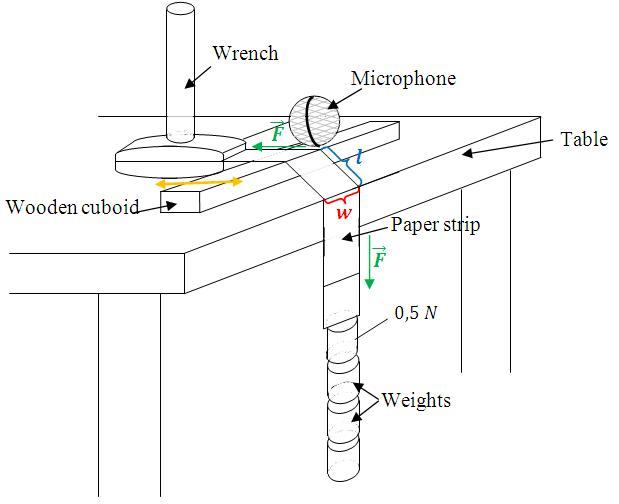 Wrench
Microphone
F
l
Table
Wooden cuboid
w
Paper strip
F
0,5 N
Weights